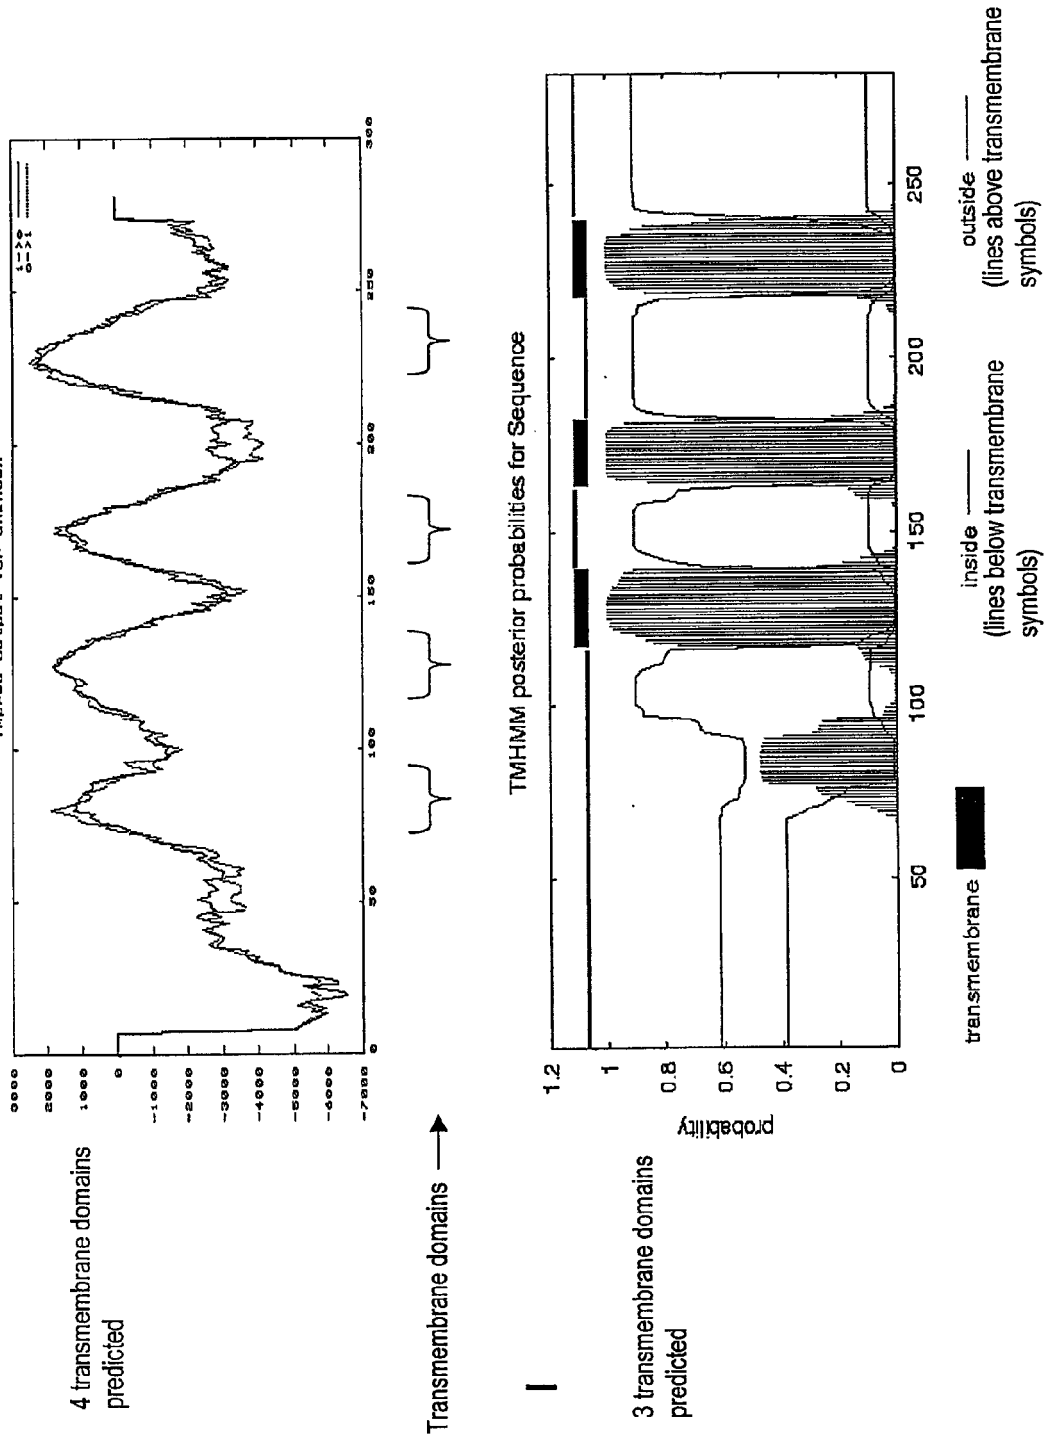 4 transmembrane domains
predicted
3000
2000
1000
0
-1000
-2000
-3000
-4000
-5000
-6000
-7000
i->o
o->i
0
50
100
150
200
250
300
Transmembrane domains
TMHMM posterior probabilities for Sequence
3 transmembrane domains
predicted
probability
1.2
1
0.8
0.6
0.4
0.2
0
50
100
150
200
250
transmembrane
inside
(lines below transmembrane
symbols)
outside
(lines above transmembrane
symbols)